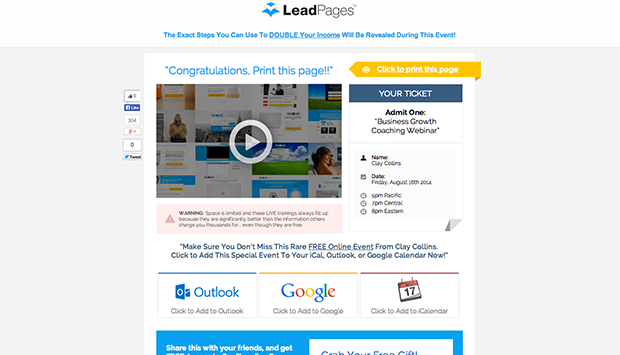 LeadPages™
The Exact Steps You Can Use To DOUBLE Your Income Will Be Revealed During This Event!
"Congratulations, Print this page!!"
Click to print this page
0
Like
304
0
Tweet
YOUR TICKET
Admit One:
"Business Growth
Coaching Webinar"
Name:
Clay Collins
Date:
Friday, August 16th 2014
5pm Pacific
7pm Central
8pm Eastern
WARNING: Space is limited and these LIVE trainings always fill up
because they are significantly better than the information others
charge you thousands for... even though they are free.
"Make Sure You Don't Miss This Rare FREE Online Event From Clay Collins.
Click to Add This Special Event To Your iCal, Outlook, or Google Calendar Now!"
Outlook
Click to Add to Outlook
Google
Click to Add to Google
17
Click to Add to iCalendar
Share this with your friends, and get
Grab Your Free Gift!